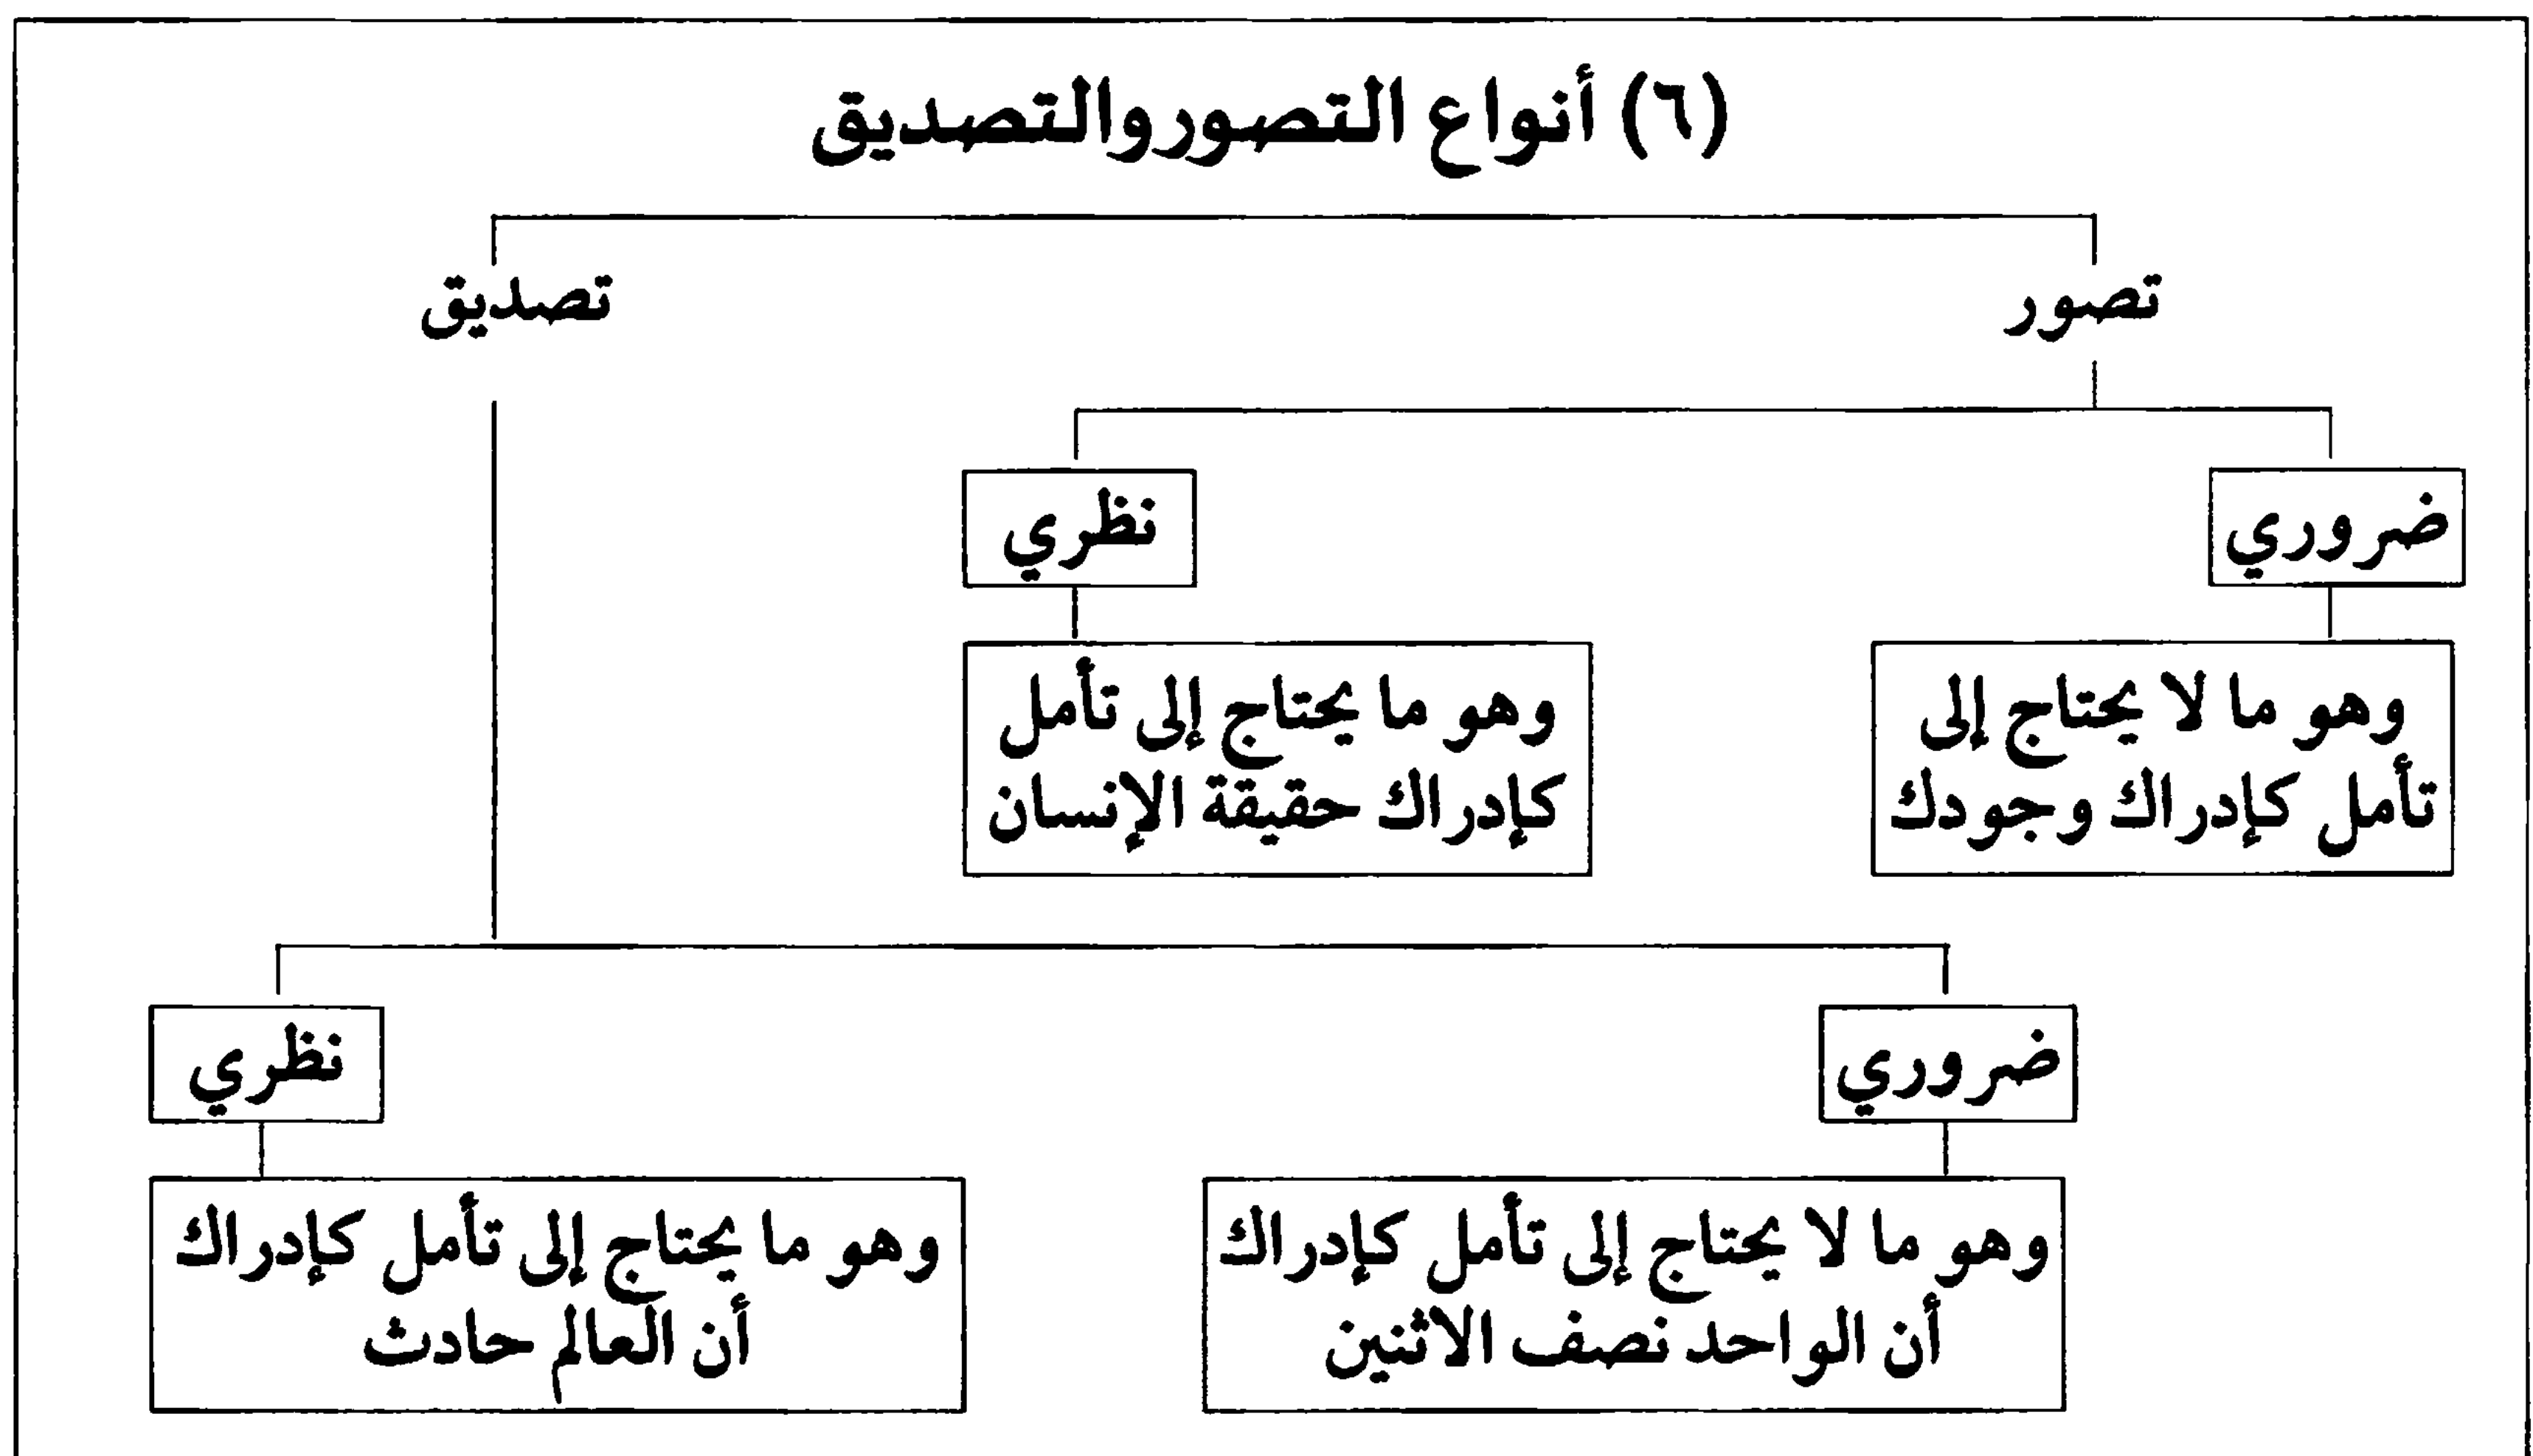 (٦) أنواع التصور والتصديق
تصور
تصديق
ضروري
نظري
وهو ما لا يحتاج إلى
تأمل كإدراك وجودك
وهو ما يحتاج إلى تأمل
كإدراك حقيقة الإنسان
ضروري
نظري
وهو ما لا يحتاج إلى تأمل كإدراك
أن الواحد نصف الاثنين
وهو ما يحتاج إلى تأمل كإدراك
أن العالم حادث